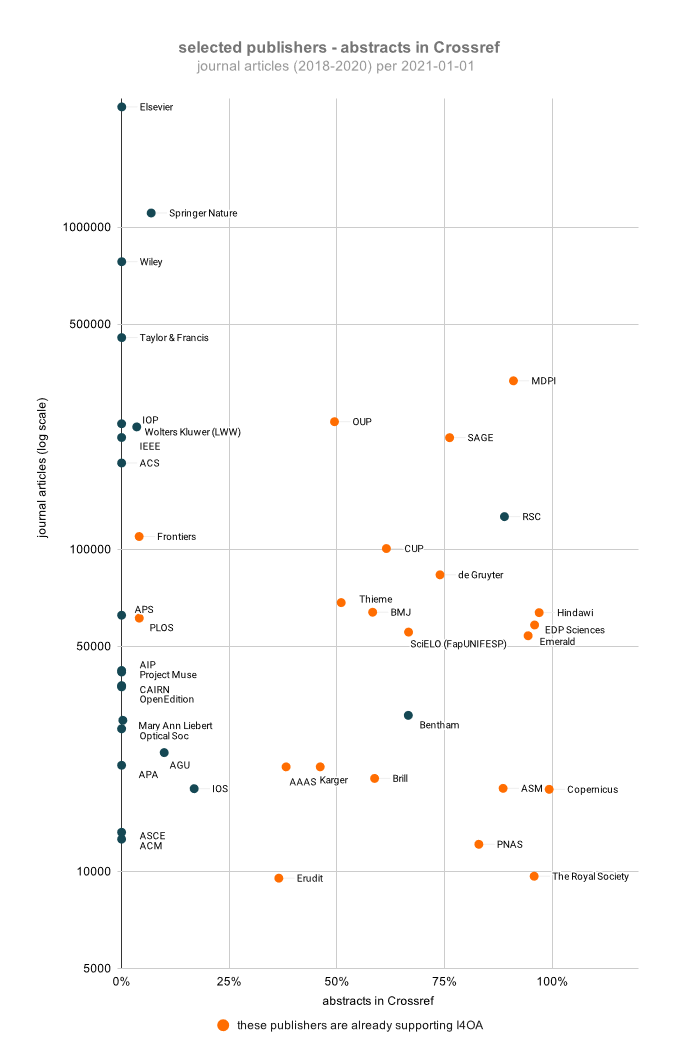 selected publishers - abstracts in Crossref
journal articles (2018-2020) per 2021-01-01
Elsevier
Springer Nature
1000000
Wiley
500000
Taylor & Francis
MDPI
IOP
OUP
Wolters Kluwer (LWW)
SAGE
IEEE
ACS
journal articles (log scale)
RSC
Frontiers
100000
CUP
de Gruyter
Thieme
APS
BMJ
Hindawi
PLOS
EDP Sciences
Emerald
50000
SciELO (FapUNIFESP)
AIP
Project Muse
CAIRN
OpenEdition
Mary Ann Liebert
Bentham
Optical Soc
AGU
APA
AAAS
Karger
Brill
IOS
ASM
Copernicus
ASCE
ACM
PNAS
10000
Erudit
The Royal Society
5000
0%
25%
50%
75%
100%
abstracts in Crossref
these publishers are already supporting I4OA